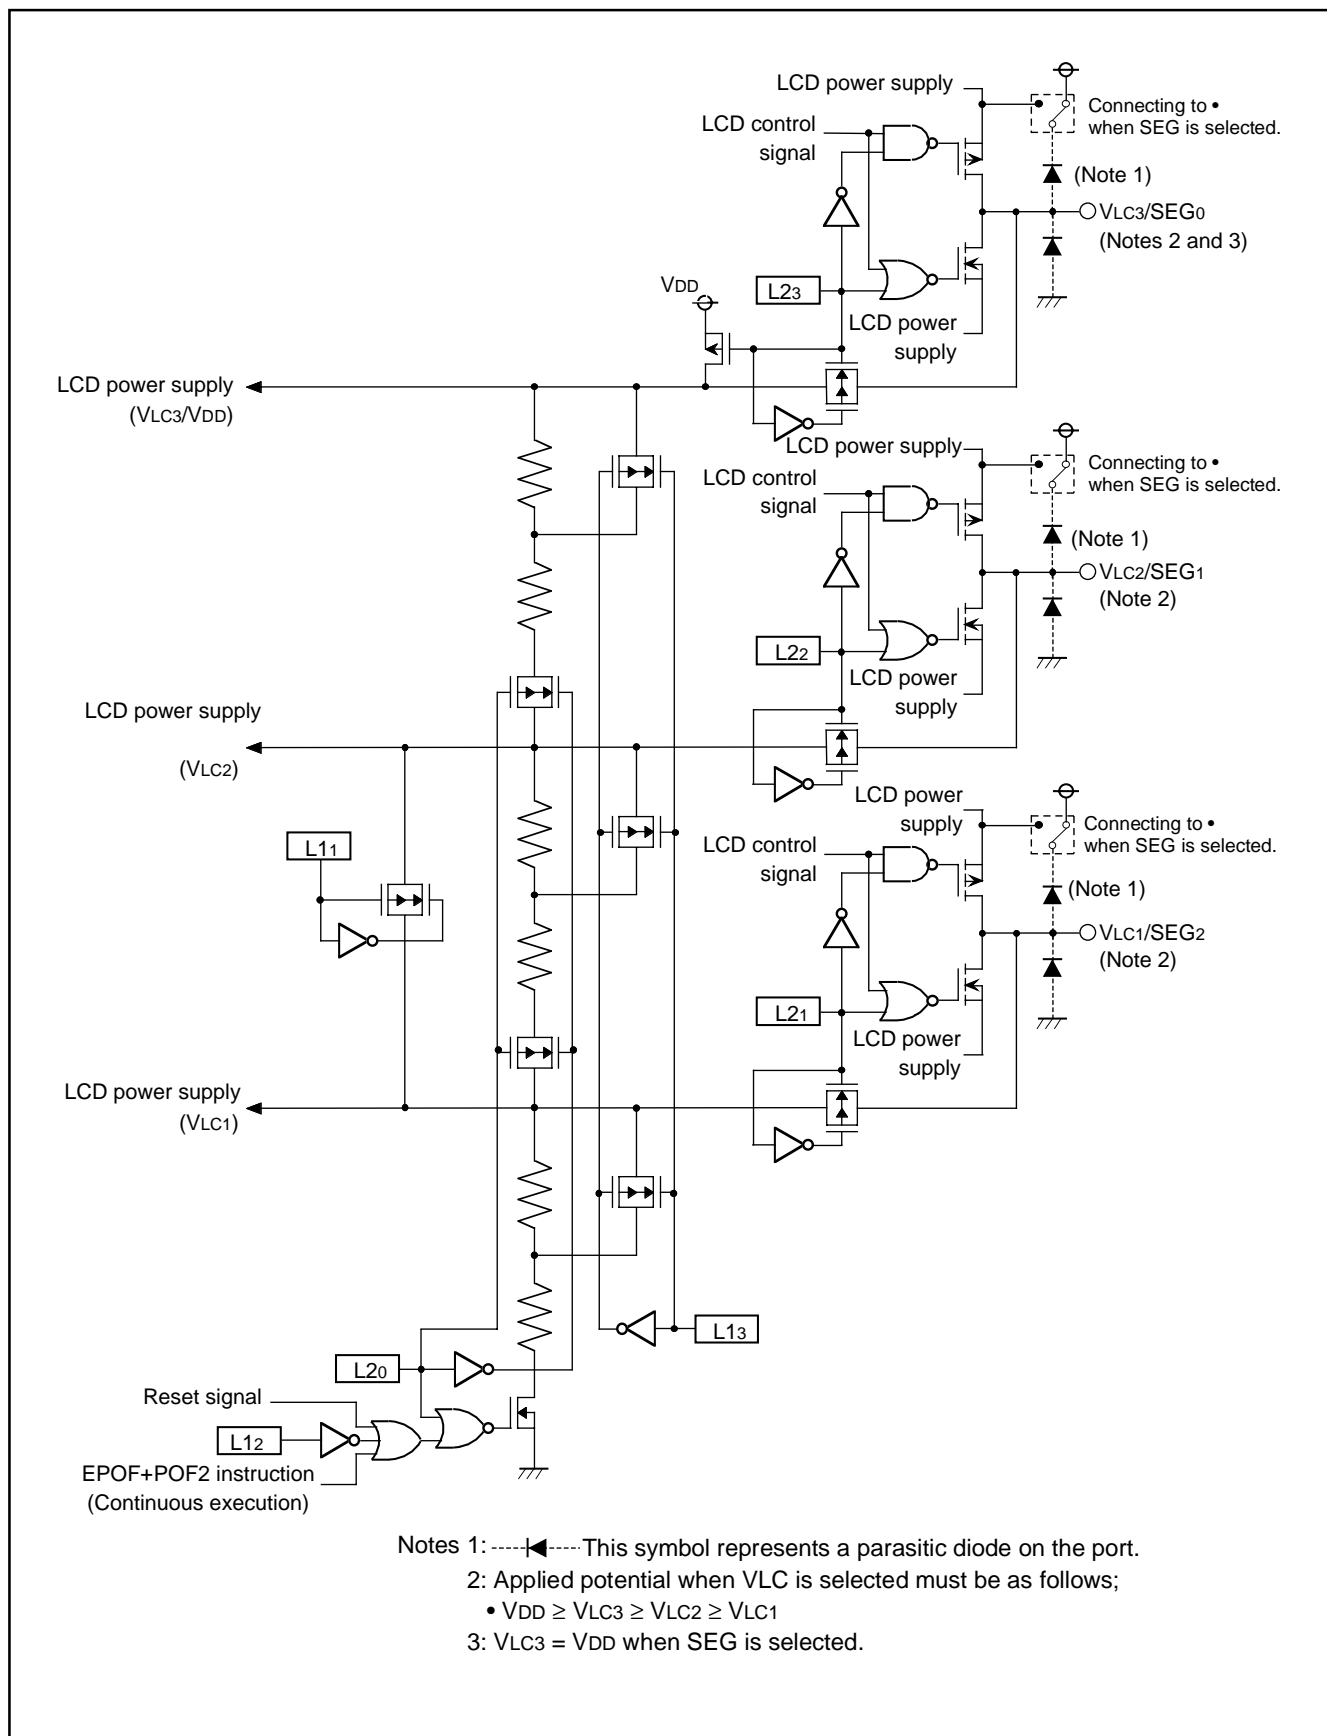 LCD power supply
LCD control
signal
Connecting to •
when SEG is selected.
(Note 1)
VLC3/SEG0
(Notes 2 and 3)
L23
VDD
LCD power
supply
LCD power supply
(VLC3/VDD)
LCD power supply
LCD control
signal
Connecting to •
when SEG is selected.
(Note 1)
VLC2/SEG1
(Note 2)
L22
LCD power
supply
LCD power supply
(VLC2)
LCD power
supply
LCD control
signal
Connecting to •
when SEG is selected.
(Note 1)
VLC1/SEG2
(Note 2)
L11
L21
LCD power
supply
LCD power supply
(VLC1)
L13
L20
Reset signal
L12
EPOF+POF2 instruction
(Continuous execution)
Notes 1: This symbol represents a parasitic diode on the port.
2: Applied potential when VLC is selected must be as follows;
• VDD ≥ VLC3 ≥ VLC2 ≥ VLC1
3: VLC3 = VDD when SEG is selected.